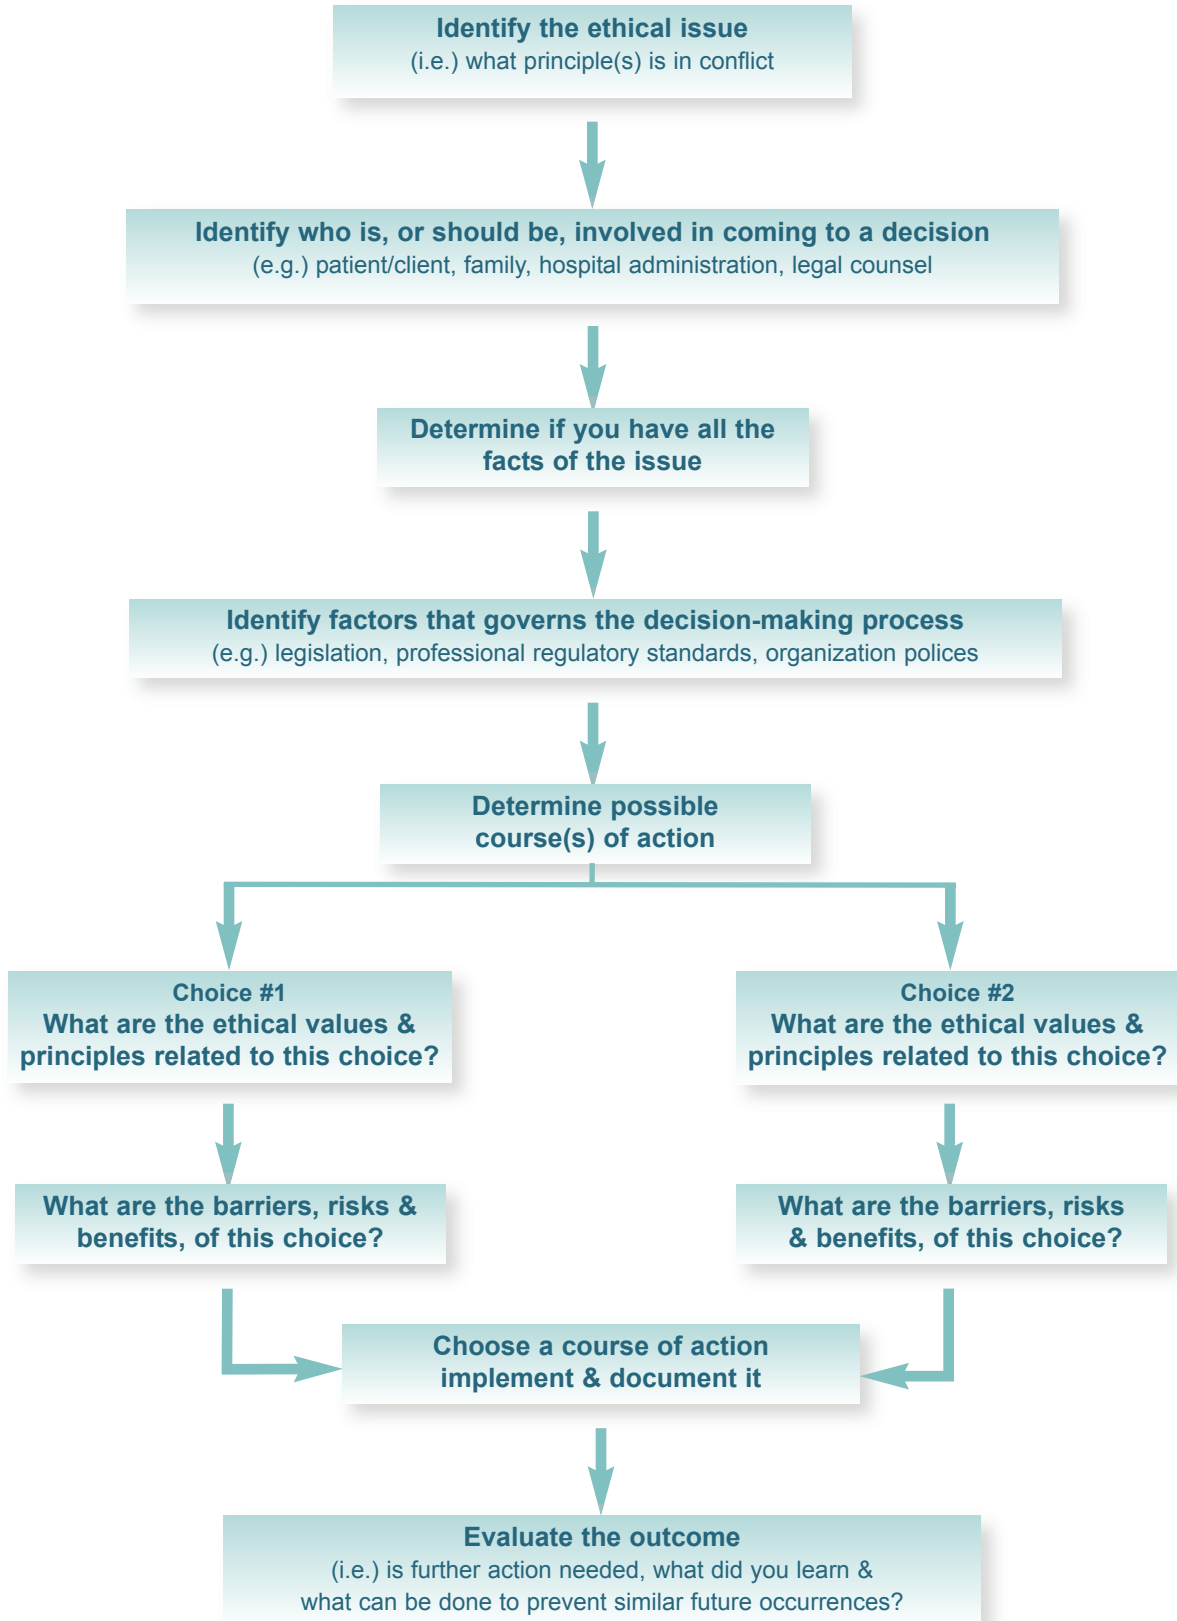 Identify the ethical issue
(i.e.) what principle(s) is in conflict
Identify who is, or should be, involved in coming to a decision
(e.g.) patient/client, family, hospital administration, legal counsel
Determine if you have all the
facts of the issue
Identify factors that governs the decision-making process
(e.g.) legislation, professional regulatory standards, organization polices
Determine possible
course(s) of action
Choice #1
What are the ethical values &
principles related to this choice?
Choice #2
What are the ethical values &
principles related to this choice?
What are the barriers, risks &
benefits, of this choice?
What are the barriers, risks
& benefits, of this choice?
Choose a course of action
implement & document it
Evaluate the outcome
(i.e.) is further action needed, what did you learn &
what can be done to prevent similar future occurrences?